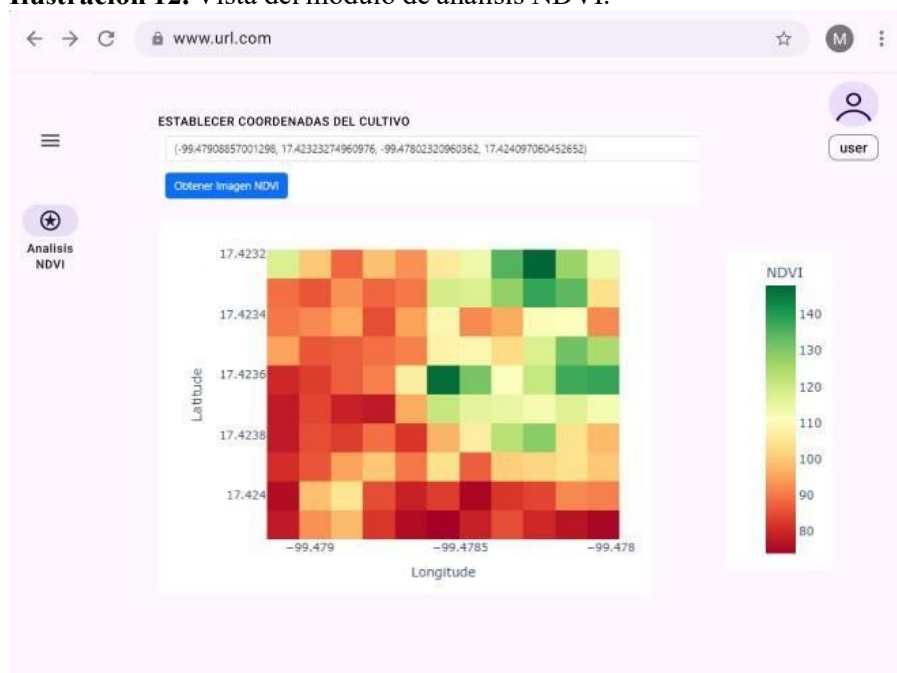 Ilustración 12. Vista del módulo de análisis NDVI.
www.url.com
M
ESTABLECER COORDENADAS DEL CULTIVO
(-99.47908857001298, 17.42323274960976, -99.47802320960362, 17.424097060452652)
user
Obtener Imagen NDVI
Analisis
NDVI
17.4232
17.4234
17.4236
17.4238
17.424
Latitude
−99.479
−99.4785
−99.478
Longitude
NDVI
140
130
120
110
100
90
80